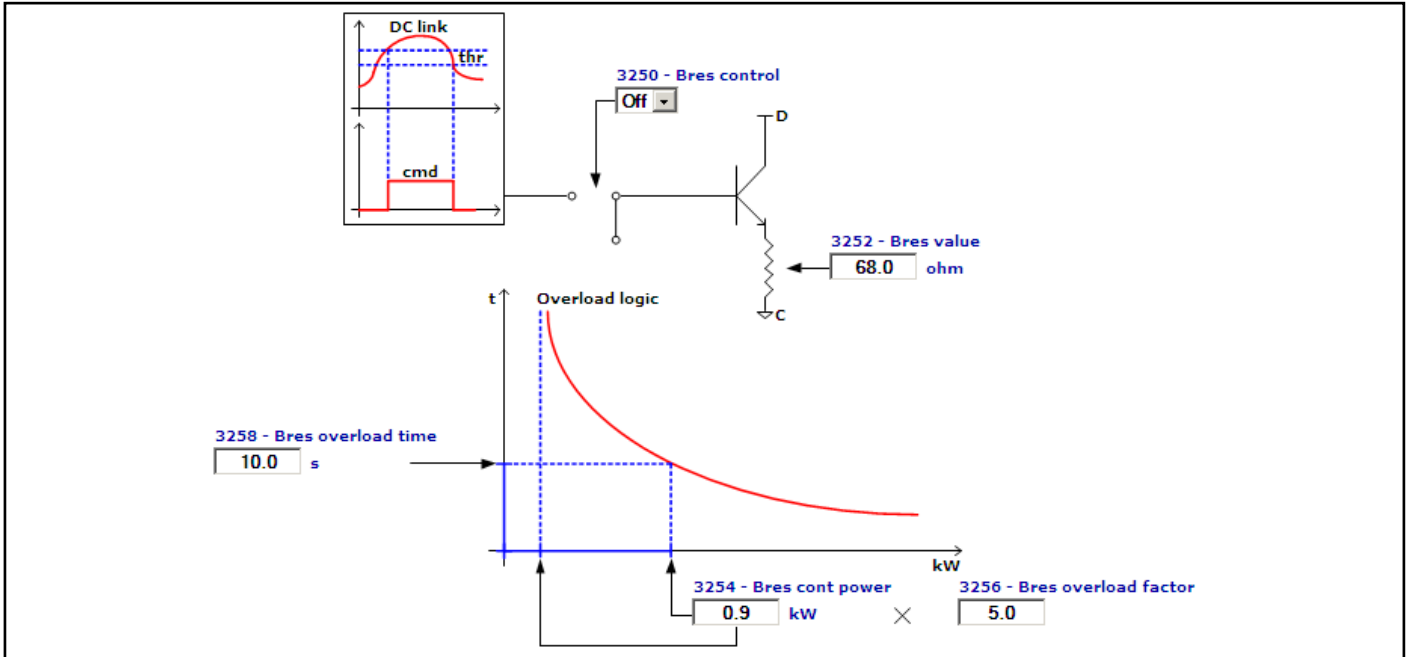 DC link
thr
3250 - Bres control
Off
D
cmd
3252 - Bres value
68.0 ohm
t
Overload logic
C
3258 - Bres overload time
10.0 s
kW
3254 - Bres cont power
3256 - Bres overload factor
0.9 kW
5.0